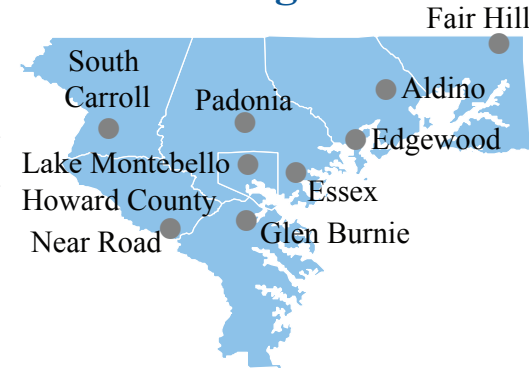 Fair Hill
South
Carroll
Padonia
Aldino
Edgewood
Lake Montebello
Essex
Howard County
Near Road
Glen Burnie